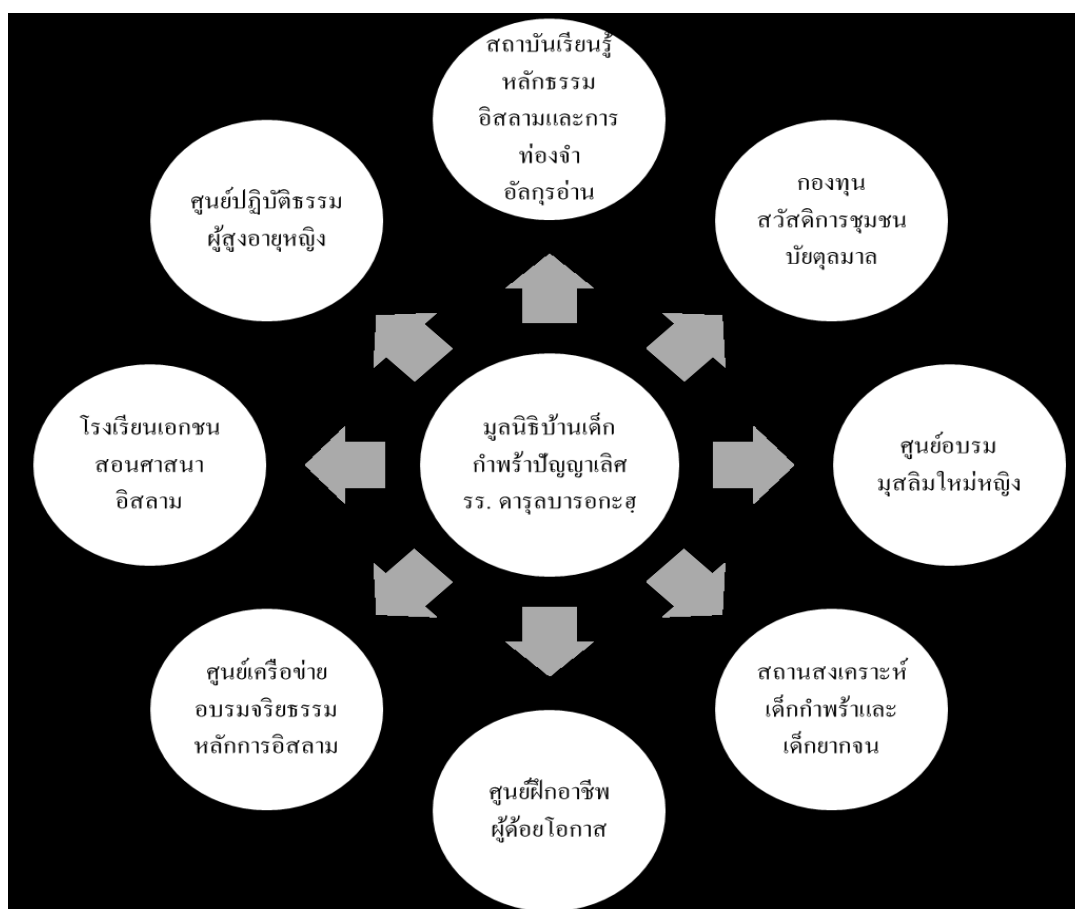 สถาบันเรียนรู้
หลักธรรม
อิสลามและการ
ท่องจำ
อัลกุรอ่าน
กองทุน
สวัสดิการชุมชน
บัยตุลมาล
ศูนย์อบรม
มุสลิมใหม่หญิง
สถานสงเคราะห์
เด็กกำพร้าและ
เด็กยากจน
ศูนย์ฝึกอาชีพ
ผู้ด้อยโอกาส
ศูนย์เครือข่าย
อบรมจริยธรรม
หลักการอิสลาม
โรงเรียนเอกชน
สอนศาสนา
อิสลาม
ศูนย์ปฏิบัติธรรม
ผู้สูงอายุหญิง
มูลนิธิบ้านเด็ก
กำพร้าปัญญาเลิศ
รร. ดารุลบารอกะฮฺ